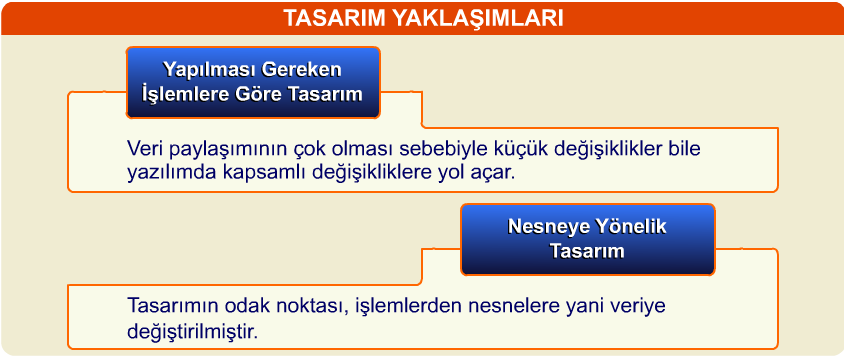 TASARIM YAKLAŞIMLARI
Yapılması Gereken
İşlemlere Göre Tasarım
Veri paylaşımının çok olması sebebiyle küçük değişiklikler bile
yazılımda kapsamlı değişikliklere yol açar.
Nesneye Yönelik
Tasarım
Tasarımın odak noktası, işlemlerden nesnelere yani veriye
değiştirilmiştir.